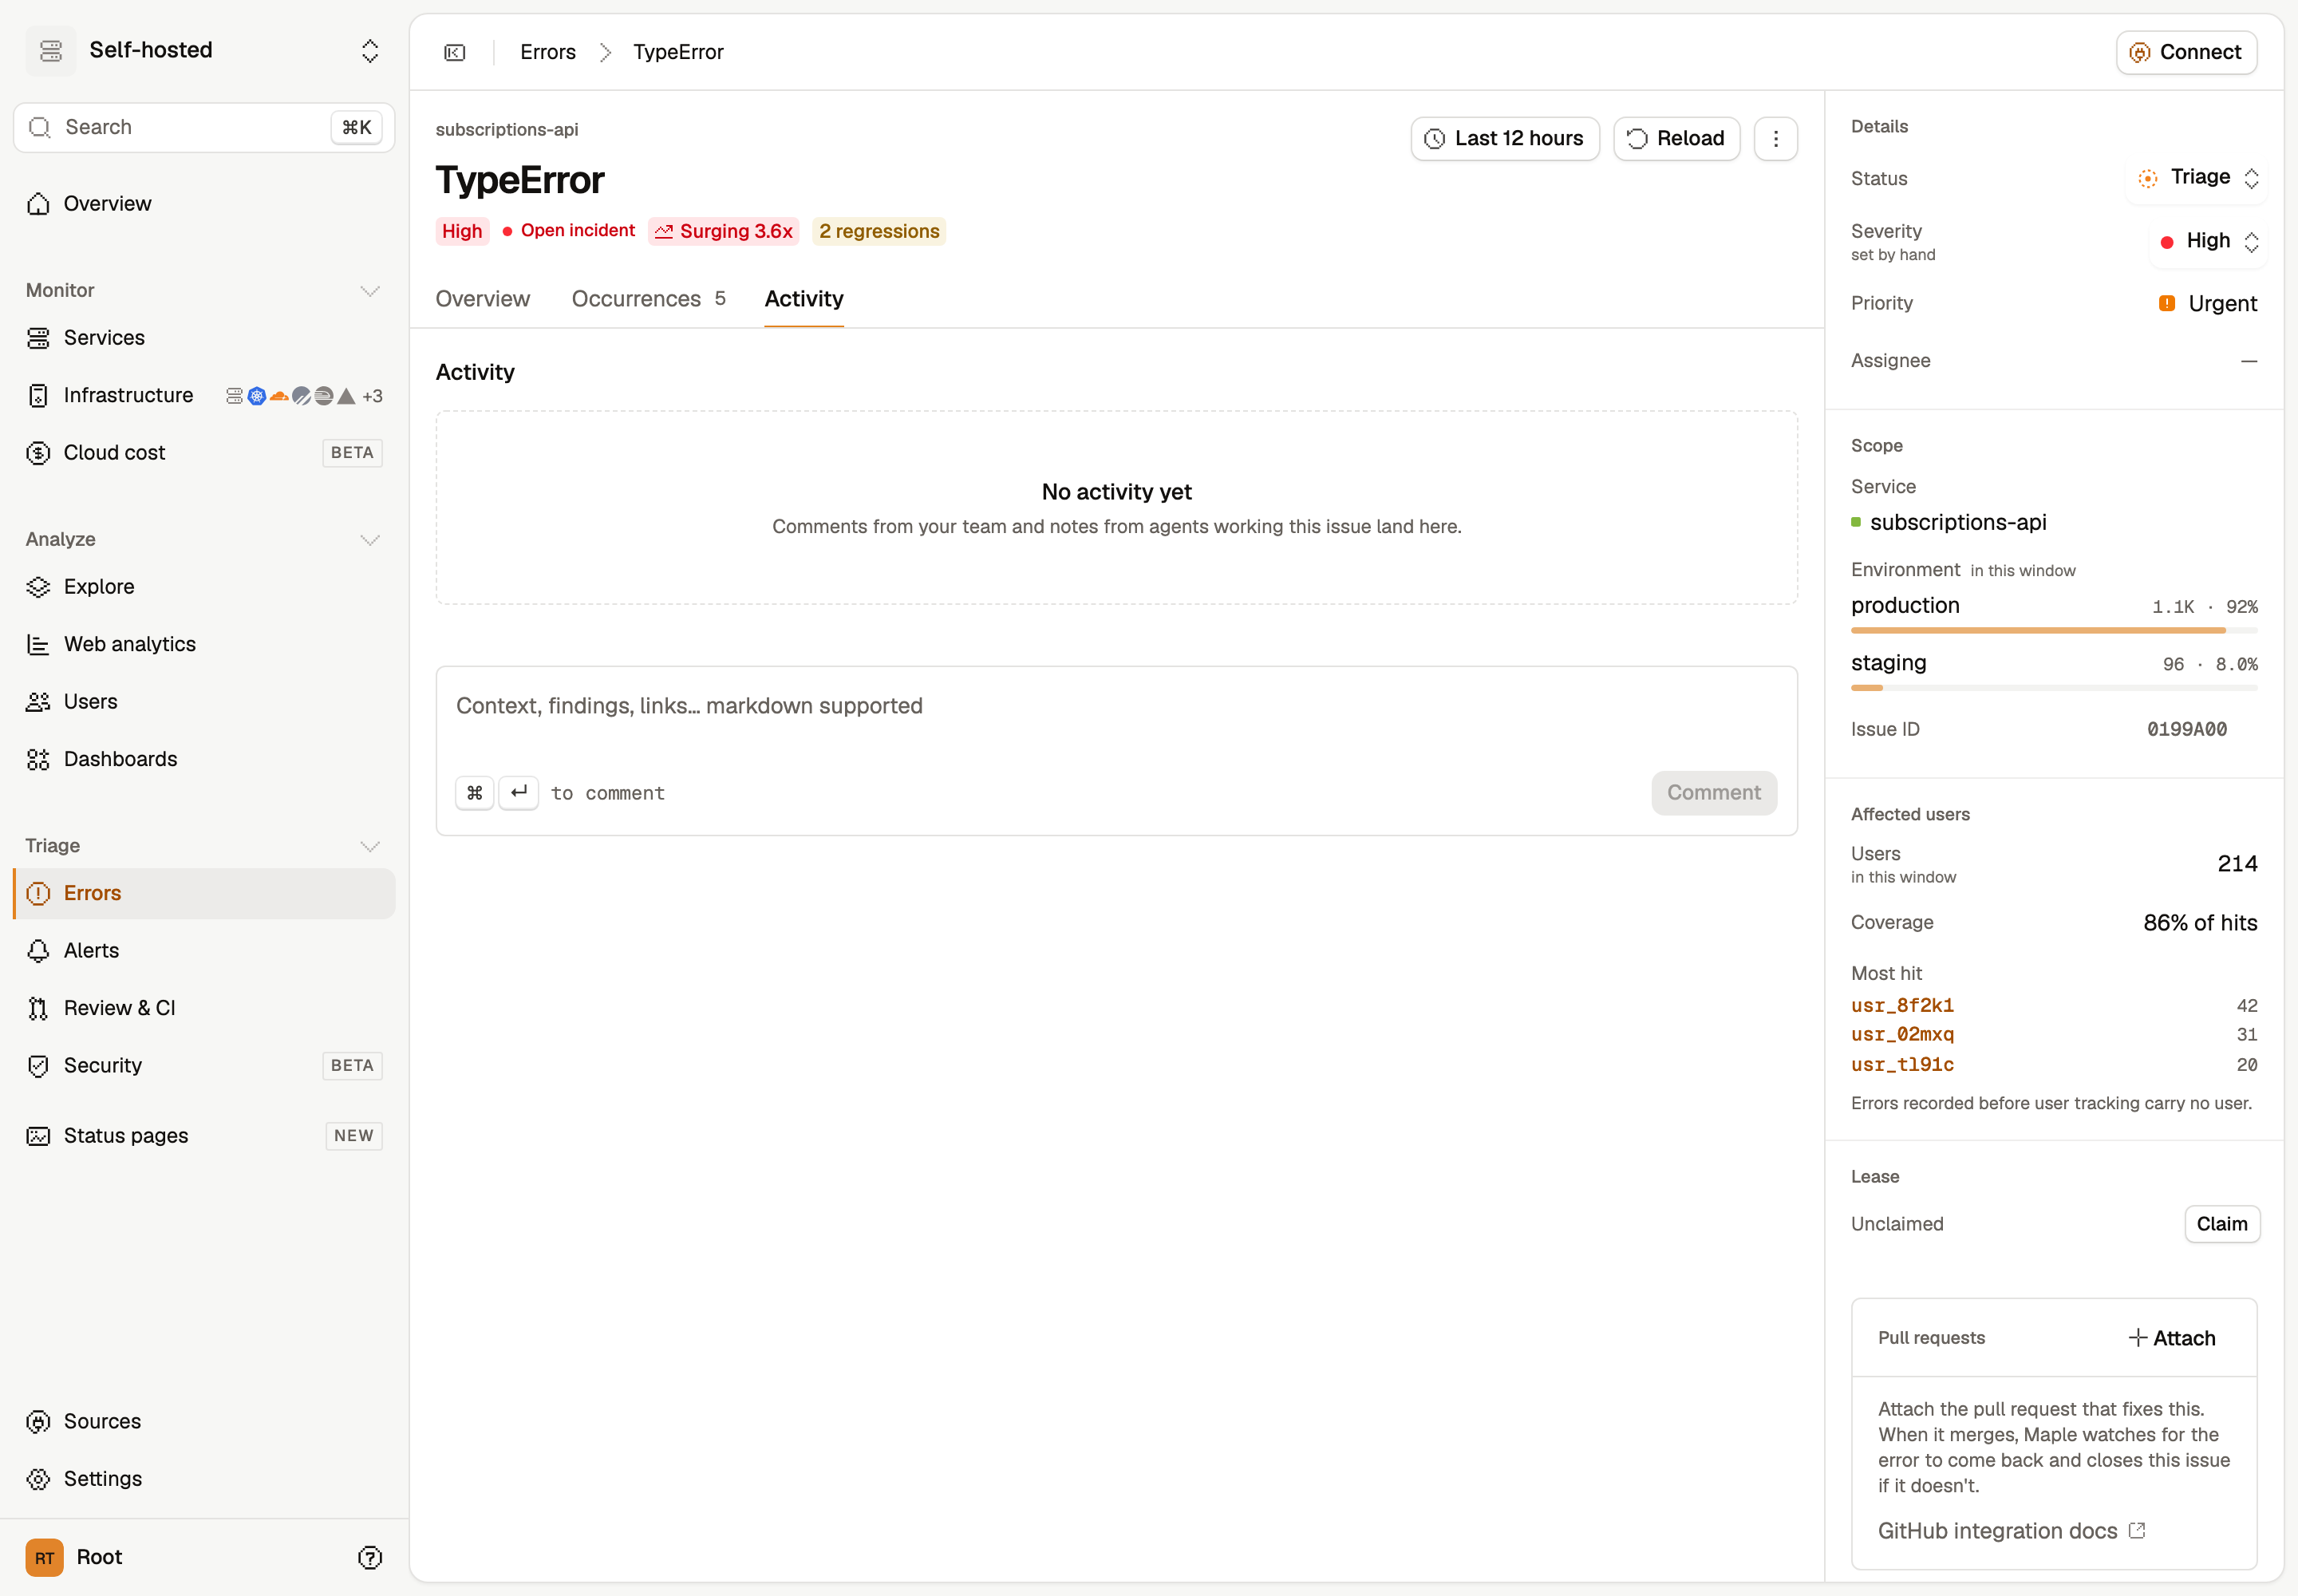 Self-hosted
Search
⌘K
Overview
Monitor
Services
Infrastructure +3
Cloud cost BETA
Analyze
Explore
Web analytics
Users
Dashboards
Triage
Errors
Alerts
Review & CI
Security BETA
Status pages NEW
Sources
Settings
RT Root
Errors TypeError
Connect
subscriptions-api
Last 12 hours
Reload
TypeError
High Open incident Surging 3.6x 2 regressions
Overview Occurrences 5 Activity
Activity
No activity yet
Comments from your team and notes from agents working this issue land here.
Context, findings, links... markdown supported
⌘ ↵ to comment
Comment
Details
Status Triage
Severity High
set by hand
Priority Urgent
Assignee —
Scope
Service
subscriptions-api
Environment in this window
production 1.1K · 92%
staging 96 · 8.0%
Issue ID 0199A00
Affected users
Users 214
in this window
Coverage 86% of hits
Most hit
usr_8f2k1 42
usr_02mxq 31
usr_tl91c 20
Errors recorded before user tracking carry no user.
Lease
Unclaimed Claim
Pull requests Attach
Attach the pull request that fixes this.
When it merges, Maple watches for the
error to come back and closes this issue
if it doesn't.
GitHub integration docs